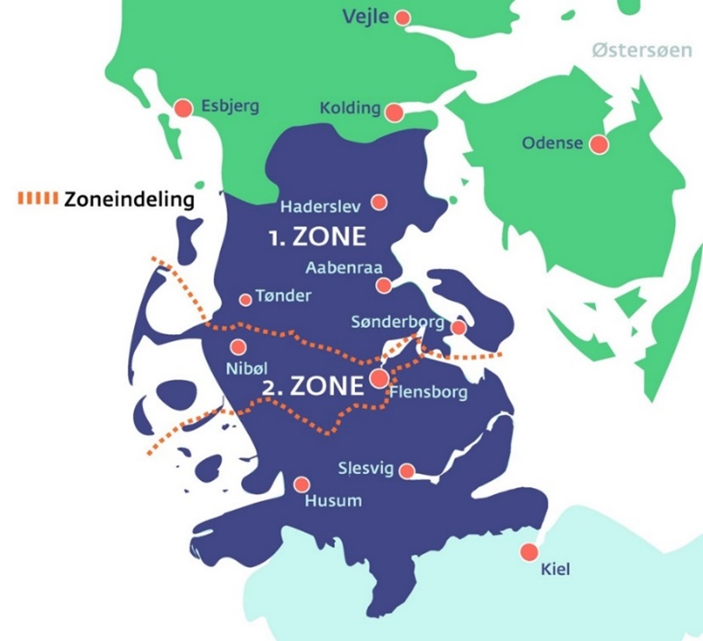 Vejle
Østersøen
Esbjerg
Kolding
Odense
Zoneindeling
Haderslev
1. ZONE
Aabenraa
Tønder
Sønderborg
Nibøl
2. ZONE
Flensborg
Slesvig
Husum
Kiel